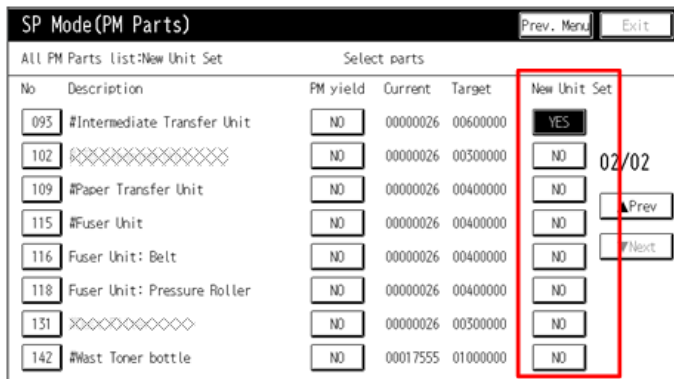 SP Mode(PM Parts) Prev. Menu Exit
All PM Parts list:New Unit Set Select parts
No Description PM yield Current Target New Unit Set
093 #Intermediate Transfer Unit NO 00000026 00600000 YES
102 NO 00000026 00300000 NO
02/02
109 #Paper Transfer Unit NO 00000026 00400000 NO
▲Prev
115 #Fuser Unit NO 00000026 00400000 NO
116 Fuser Unit: Belt NO 00000026 00400000 NO
▼Next
118 Fuser Unit: Pressure Roller NO 00000026 00400000 NO
131 NO 00000026 00300000 NO
142 #Wast Toner bottle NO 00017555 01000000 NO